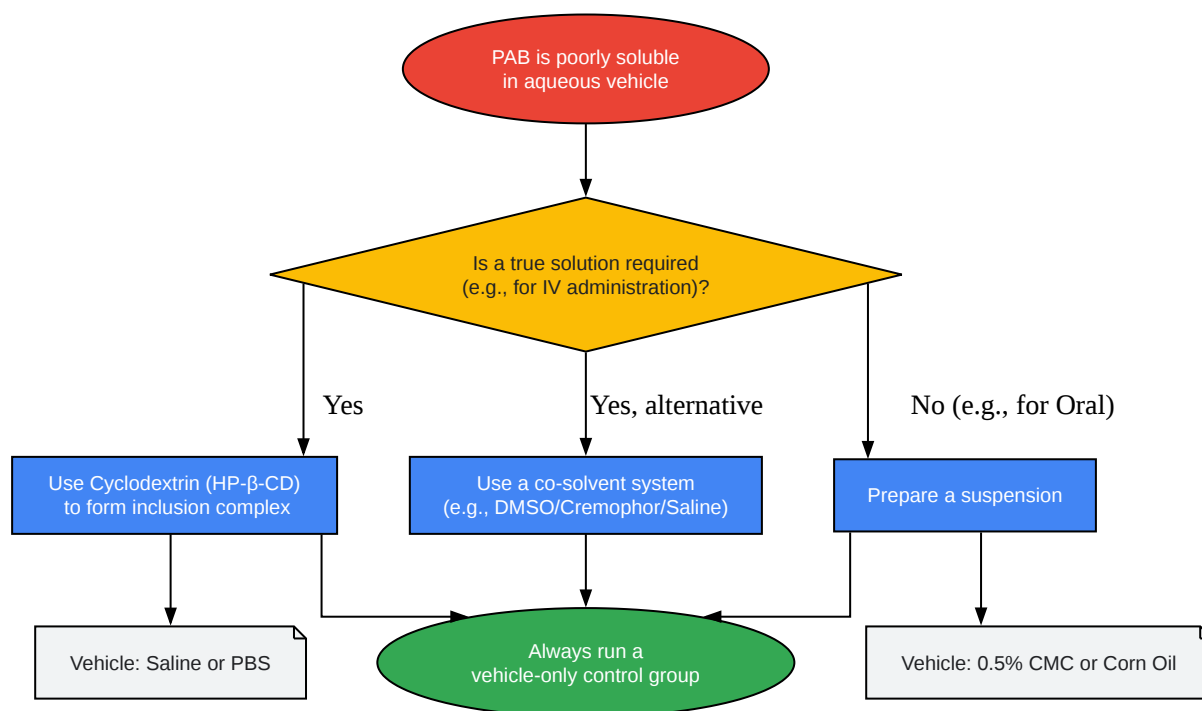 PAB is poorly soluble
in aqueous vehicle
Is a true solution required
(e.g., for IV administration)?
Yes
Yes, alternative
No (e.g., for Oral)
Use Cyclodextrin (HP-β-CD)
to form inclusion complex
Use a co-solvent system
(e.g., DMSO/Cremophor/Saline)
Prepare a suspension
Vehicle: Saline or PBS
Always run a
vehicle-only control group
Vehicle: 0.5% CMC or Corn Oil